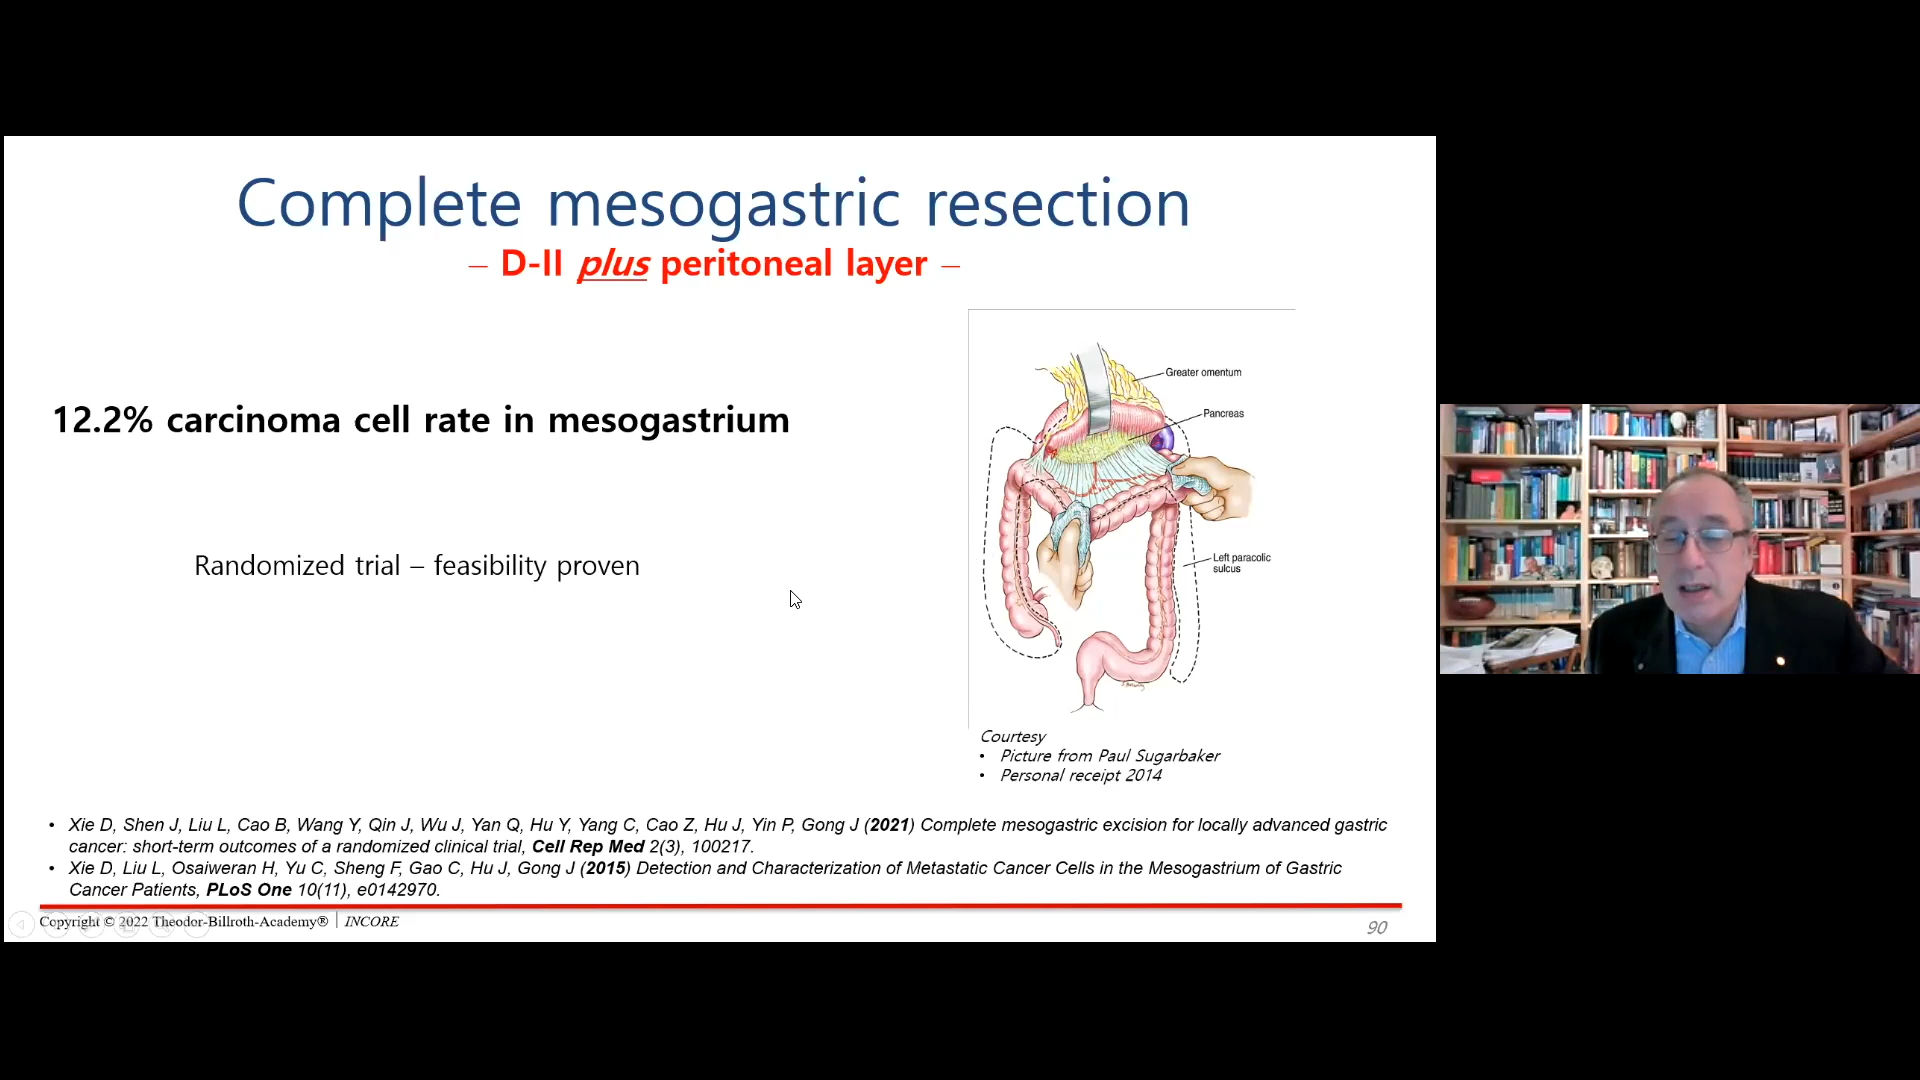 Complete mesogastric resection
– D-II plus peritoneal layer –
12.2% carcinoma cell rate in mesogastrium
Randomized trial – feasibility proven
Greater omentum
Pancreas
Left paracolic
sulcus
Courtesy
• Picture from Paul Sugarbaker
• Personal receipt 2014
• Xie D, Shen J, Liu L, Cao B, Wang Y, Qin J, Wu J, Yan Q, Hu Y, Yang C, Cao Z, Hu J, Yin P, Gong J (2021) Complete mesogastric excision for locally advanced gastric
cancer: short-term outcomes of a randomized clinical trial, Cell Rep Med 2(3), 100217.
• Xie D, Liu L, Osaiweran H, Yu C, Sheng F, Gao C, Hu J, Gong J (2015) Detection and Characterization of Metastatic Cancer Cells in the Mesogastrium of Gastric
Cancer Patients, PLoS One 10(11), e0142970.
Copyright © 2022 Theodor-Billroth-Academy® | INCORE
90